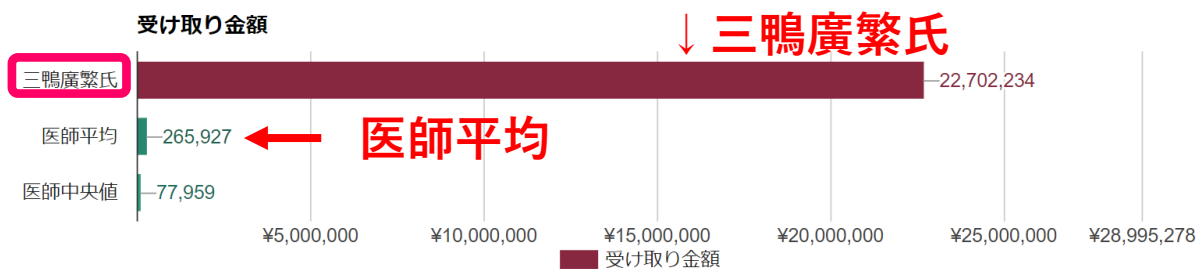 受け取り金額
↓ 三鴨廣繁氏
三鴨廣繁氏
22,702,234
医師平均
265,927
← 医師平均
医師中央値
77,959
¥5,000,000 ¥10,000,000 ¥15,000,000 ¥20,000,000 ¥25,000,000 ¥28,995,278
受け取り金額